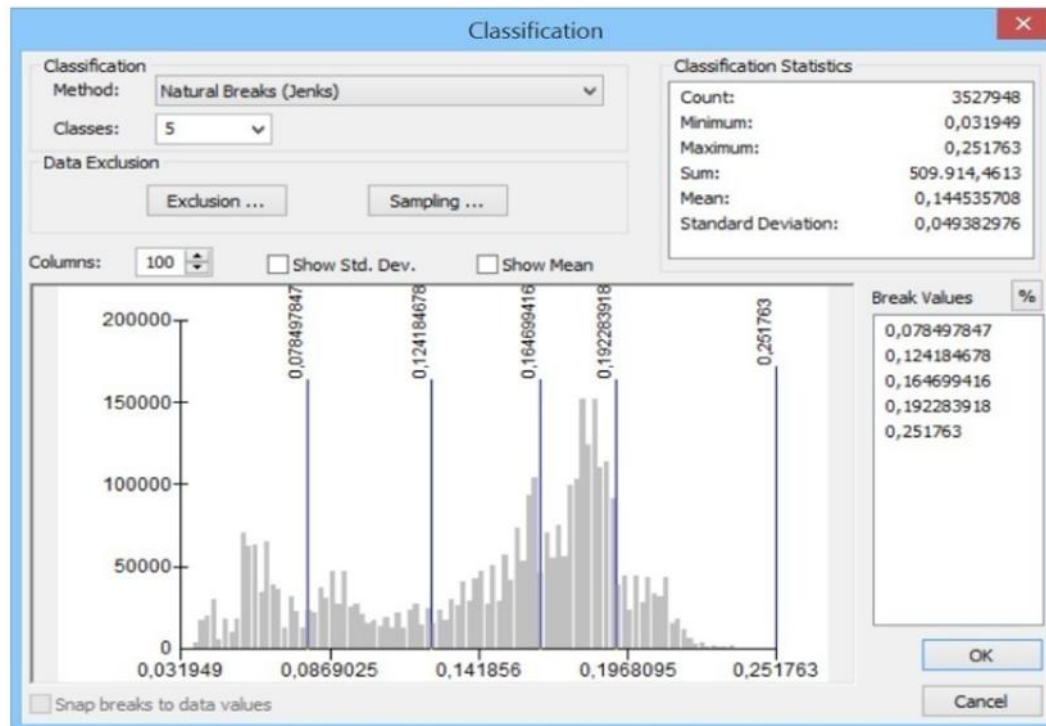 Classification
Classification
Method: Natural Breaks (Jenks)
Classes: 5
Data Exclusion
Exclusion ... Sampling ...
Classification Statistics
Count: 3527948
Minimum: 0,031949
Maximum: 0,251763
Sum: 509.914,4613
Mean: 0,144535708
Standard Deviation: 0,049382976
Columns: 100 Show Std. Dev. Show Mean
Break Values %
0,078497847
0,124184678
0,164699416
0,192283918
0,251763
0,078497847 0,124184678 0,164699416 0,192283918 0,251763
200000
150000
100000
50000
0
0,031949 0,0869025 0,141856 0,1968095 0,251763
Snap breaks to data values
OK
Cancel